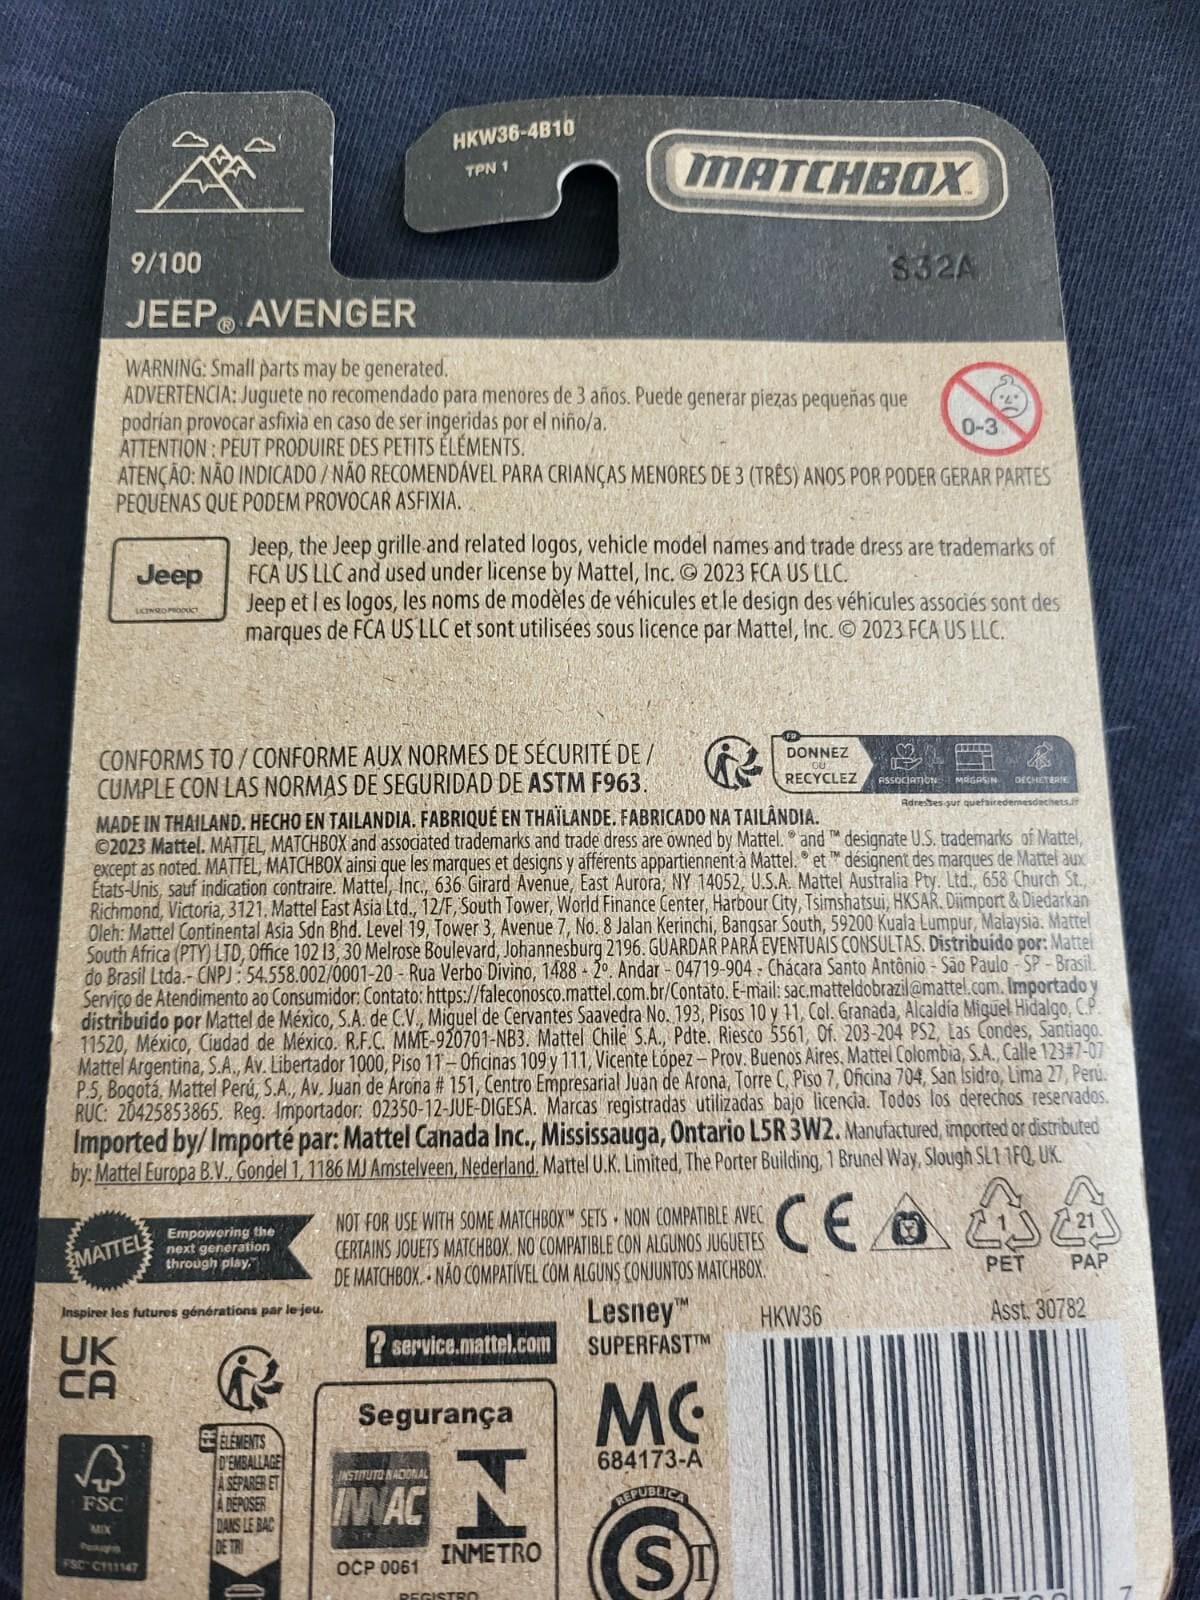 HKW36-4B10
TPN 1
MATCHBOX
9/100
S32A
JEEP® AVENGER
WARNING: Small parts may be generated.
ADVERTENCIA: Juguete no recomendado para menores de 3 años. Puede generar piezas pequeñas que
podrían provocar asfixia en caso de ser ingeridas por el niño/a.
0-3
ATTENTION : PEUT PRODUIRE DES PETITS ÉLÉMENTS.
ATENÇÃO: NÃO INDICADO / NÃO RECOMENDÁVEL PARA CRIANÇAS MENORES DE 3 (TRÊS) ANOS POR PODER GERAR PARTES
PEQUENAS QUE PODEM PROVOCAR ASFIXIA.
Jeep
LICENSED PRODUCT
Jeep, the Jeep grille and related logos, vehicle model names and trade dress are trademarks of
FCA US LLC and used under license by Mattel, Inc. © 2023 FCA US LLC.
Jeep et l es logos, les noms de modèles de véhicules et le design des véhicules associés sont des
marques de FCA US LLC et sont utilisées sous licence par Mattel, Inc. © 2023 FCA US LLC.
CONFORMS TO / CONFORME AUX NORMES DE SÉCURITÉ DE /
CUMPLE CON LAS NORMAS DE SEGURIDAD DE ASTM F963.
FR
DONNEZ
OU
RECYCLEZ
ASSOCIATION MAGASIN DÉCHÈTERIE
Adresses sur quefairedemesdechets.fr
MADE IN THAILAND. HECHO EN TAILANDIA. FABRIQUÉ EN THAÏLANDE. FABRICADO NA TAILÂNDIA.
©2023 Mattel. MATTEL, MATCHBOX and associated trademarks and trade dress are owned by Mattel. ® and ™ designate U.S. trademarks of Mattel,
except as noted. MATTEL, MATCHBOX ainsi que les marques et designs y afférents appartiennent à Mattel. ® et ™ désignent des marques de Mattel aux
États-Unis, sauf indication contraire. Mattel, Inc., 636 Girard Avenue, East Aurora, NY 14052, U.S.A. Mattel Australia Pty. Ltd., 658 Church St.,
Richmond, Victoria, 3121. Mattel East Asia Ltd., 12/F, South Tower, World Finance Center, Harbour City, Tsimshatsui, HKSAR. Diimport & Diedarkan
Oleh: Mattel Continental Asia Sdn Bhd. Level 19, Tower 3, Avenue 7, No. 8 Jalan Kerinchi, Bangsar South, 59200 Kuala Lumpur, Malaysia. Mattel
South Africa (PTY) LTD, Office 102 I3, 30 Melrose Boulevard, Johannesburg 2196. GUARDAR PARA EVENTUAIS CONSULTAS. Distribuído por: Mattel
do Brasil Ltda.- CNPJ : 54.558.002/0001-20 - Rua Verbo Divino, 1488 - 2º. Andar - 04719-904 - Chácara Santo Antônio - São Paulo - SP - Brasil.
Serviço de Atendimento ao Consumidor: Contato: https://faleconosco.mattel.com.br/Contato. E-mail: sac.matteldobrazil@mattel.com. Importado y
distribuido por Mattel de México, S.A. de C.V., Miguel de Cervantes Saavedra No. 193, Pisos 10 y 11, Col. Granada, Alcaldía Miguel Hidalgo, C.P.
11520, México, Ciudad de México. R.F.C. MME-920701-NB3. Mattel Chile S.A., Pdte. Riesco 5561, Of. 203-204 PS2, Las Condes, Santiago.
Mattel Argentina, S.A., Av. Libertador 1000, Piso 11 – Oficinas 109 y 111, Vicente López – Prov. Buenos Aires. Mattel Colombia, S.A., Calle 123#7-07
P.5, Bogotá. Mattel Perú, S.A., Av. Juan de Arona # 151, Centro Empresarial Juan de Arona, Torre C, Piso 7, Oficina 704, San Isidro, Lima 27, Perú.
RUC: 20425853865. Reg. Importador: 02350-12-JUE-DIGESA. Marcas registradas utilizadas bajo licencia. Todos los derechos reservados.
Imported by/ Importé par: Mattel Canada Inc., Mississauga, Ontario L5R 3W2. Manufactured, imported or distributed
by: Mattel Europa B.V., Gondel 1, 1186 MJ Amstelveen, Nederland. Mattel U.K. Limited, The Porter Building, 1 Brunel Way, Slough SL1 1FQ, UK.
MATTEL
Empowering the
next generation
through play.™
NOT FOR USE WITH SOME MATCHBOX™ SETS • NON COMPATIBLE AVEC
CERTAINS JOUETS MATCHBOX. NO COMPATIBLE CON ALGUNOS JUGUETES
DE MATCHBOX. • NÃO COMPATÍVEL COM ALGUNS CONJUNTOS MATCHBOX.
CE
1
PET
21
PAP
Inspirer les futures générations par le jeu.
UK
CA
? service.mattel.com
Lesney™
SUPERFAST™
HKW36
Asst. 30782
FSC
MIX
FSC™ C111147
FR
ÉLÉMENTS
D'EMBALLAGE
À SÉPARER ET
À DÉPOSER
DANS LE BAC
DE TRI
Segurança
INSTITUTO NACIONAL
INNAC
OCP 0061
INMETRO
REGISTRO
MC
684173-A
REPUBLICA
S T
7